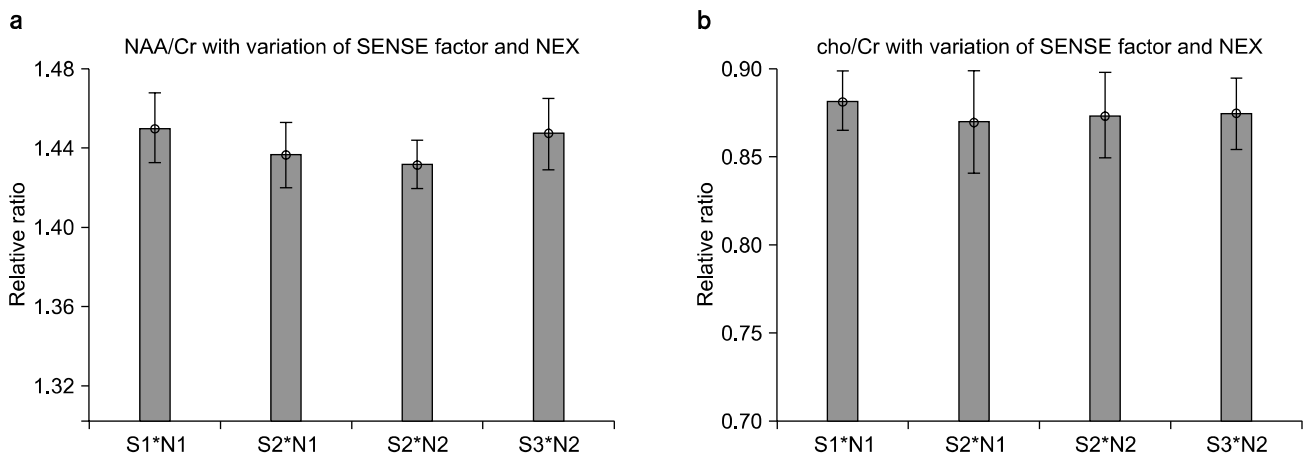 a
NAA/Cr with variation of SENSE factor and NEX
Relative ratio
1.48
1.44
1.40
1.36
1.32
S1*N1
S2*N1
S2*N2
S3*N2
b
cho/Cr with variation of SENSE factor and NEX
Relative ratio
0.90
0.85
0.80
0.75
0.70
S1*N1
S2*N1
S2*N2
S3*N2